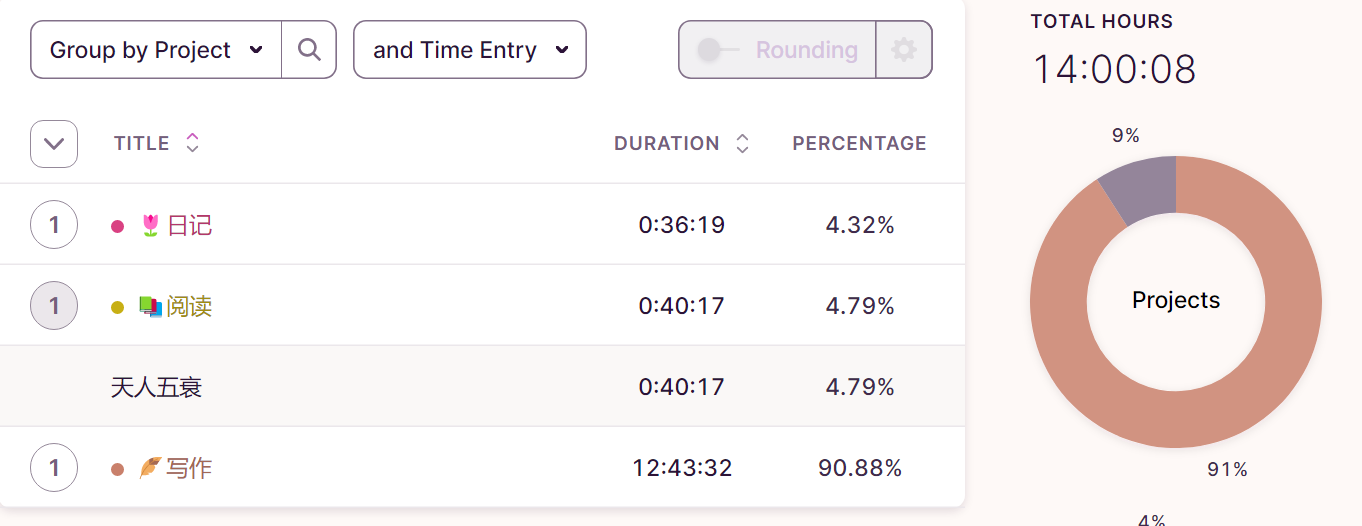 Group by Project and Time Entry Rounding
TOTAL HOURS
14:00:08
TITLE DURATION PERCENTAGE
1 日记 0:36:19 4.32%
1 阅读 0:40:17 4.79%
天人五衰 0:40:17 4.79%
1 写作 12:43:32 90.88%
9%
Projects
91%
4%